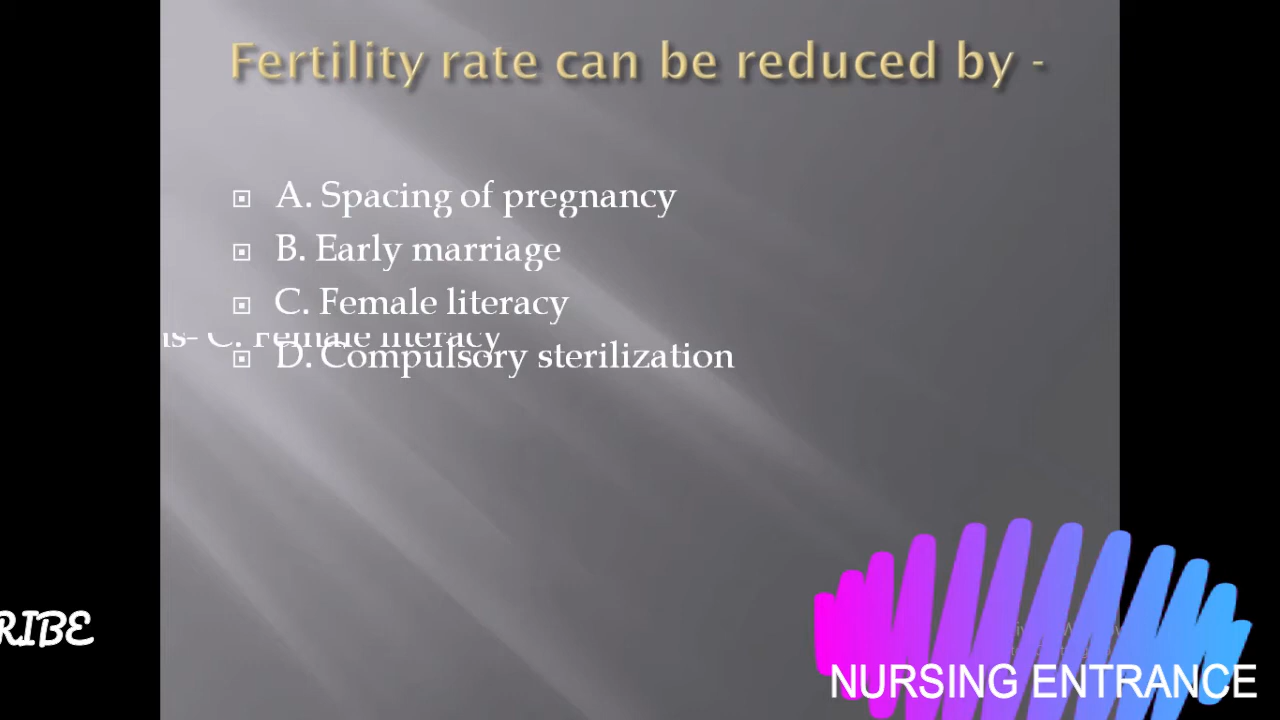 Fertility rate can be reduced by -
A. Spacing of pregnancy
B. Early marriage
C. Female literacy
is- C. Female literacy
D. Compulsory sterilization
RIBE
NURSING ENTRANCE